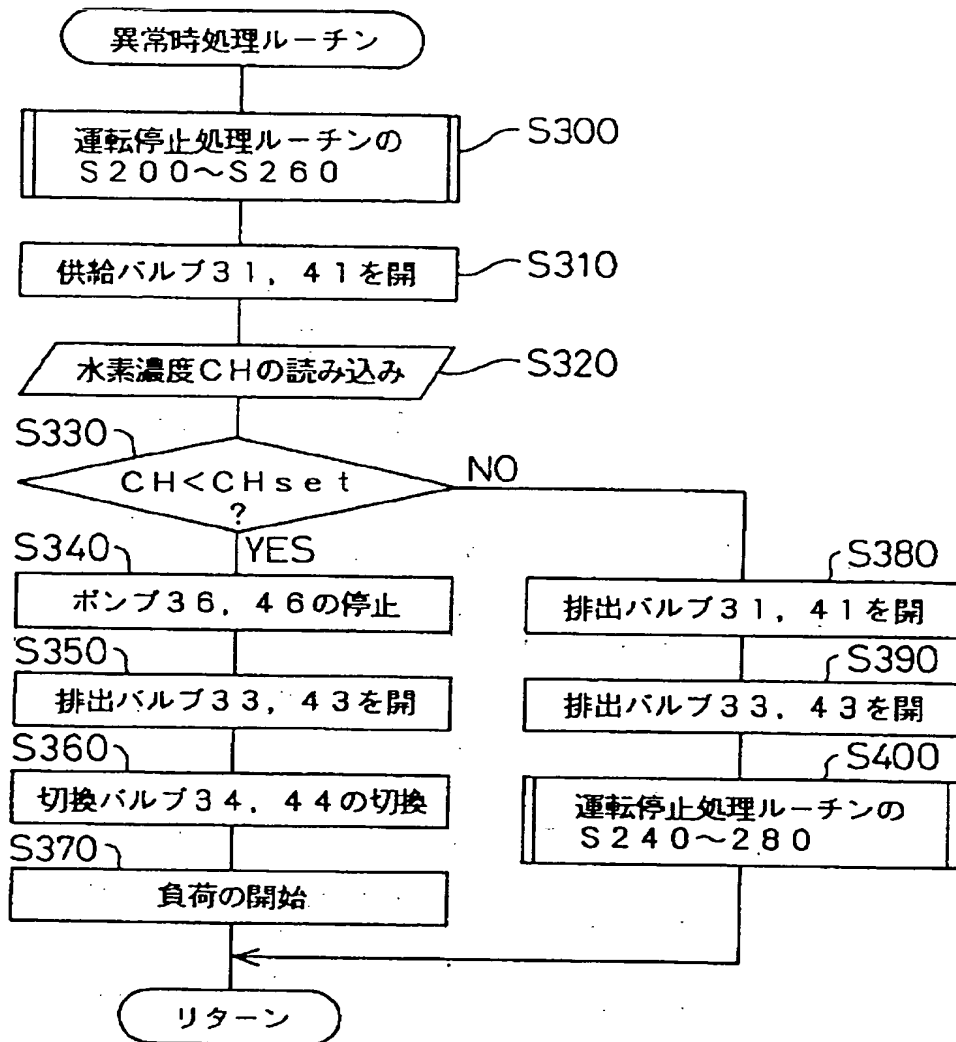 異常時処理ルーチン
運転停止処理ルーチンの
S200～S260
S300
供給バルブ31，41を開
S310
水素濃度CHの読み込み
S320
S330
CH<CHset
?
NO
YES
S340
ポンプ36，46の停止
S350
排出バルブ33，43を開
S360
切換バルブ34，44の切換
S370
負荷の開始
S380
排出バルブ31，41を開
S390
排出バルブ33，43を開
S400
運転停止処理ルーチンの
S240～280
リターン